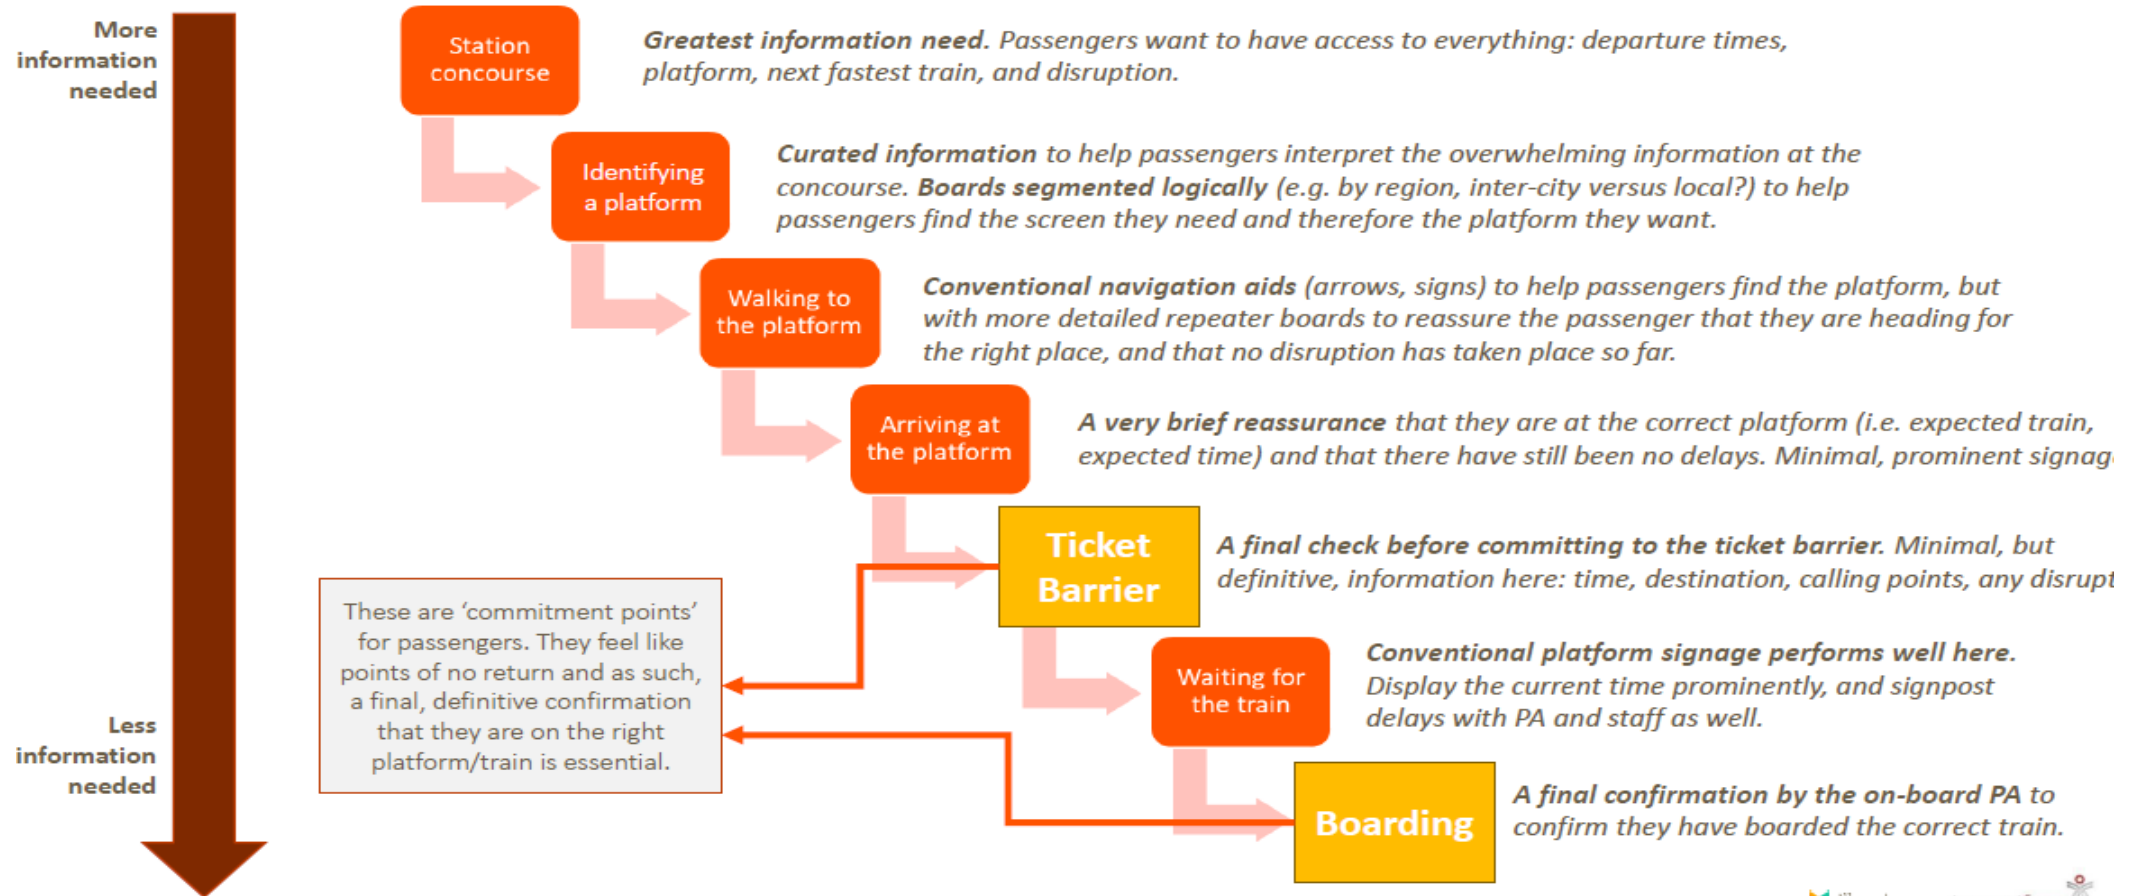 More
information
needed
Station
concourse
Greatest information need. Passengers want to have access to everything: departure times,
platform, next fastest train, and disruption.
Identifying
a platform
Curated information to help passengers interpret the overwhelming information at the
concourse. Boards segmented logically (e.g. by region, inter-city versus local?) to help
passengers find the screen they need and therefore the platform they want.
Walking to
the platform
Conventional navigation aids (arrows, signs) to help passengers find the platform, but
with more detailed repeater boards to reassure the passenger that they are heading for
the right place, and that no disruption has taken place so far.
Arriving at
the platform
A very brief reassurance that they are at the correct platform (i.e. expected train,
expected time) and that there have still been no delays. Minimal, prominent signag
Ticket
Barrier
A final check before committing to the ticket barrier. Minimal, but
definitive, information here: time, destination, calling points, any disrupt
These are ‘commitment points’
for passengers. They feel like
points of no return and as such,
a final, definitive confirmation
that they are on the right
platform/train is essential.
Waiting for
the train
Conventional platform signage performs well here.
Display the current time prominently, and signpost
delays with PA and staff as well.
Less
information
needed
Boarding
A final confirmation by the on-board PA to
confirm they have boarded the correct train.